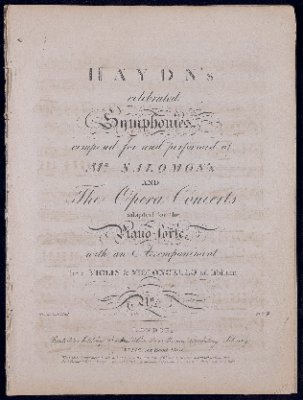 HAYDN's
celebrated
Symphonies,
composed for and performed at
Mr. SALOMON's
AND
The Opera Concerts
adapted for the
Piano-forte,
with an Accompaniment
for a VIOLIN & VIOLONCELLO ad libitum
No.
LONDON,